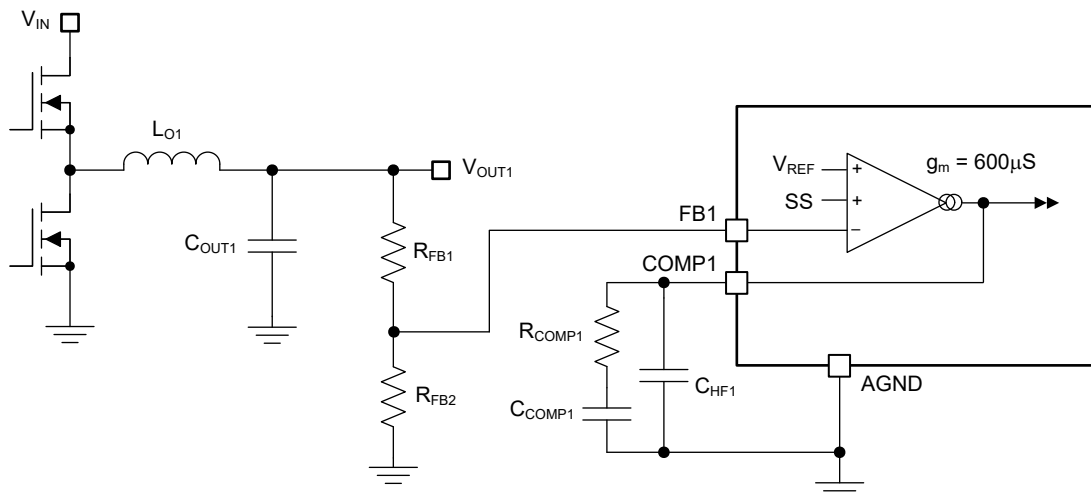 V_IN
L_O1
V_OUT1
C_OUT1
R_FB1
R_FB2
FB1
COMP1
R_COMP1
C_COMP1
C_HF1
V_REF
SS
+
+
−
g_m = 600µS
AGND